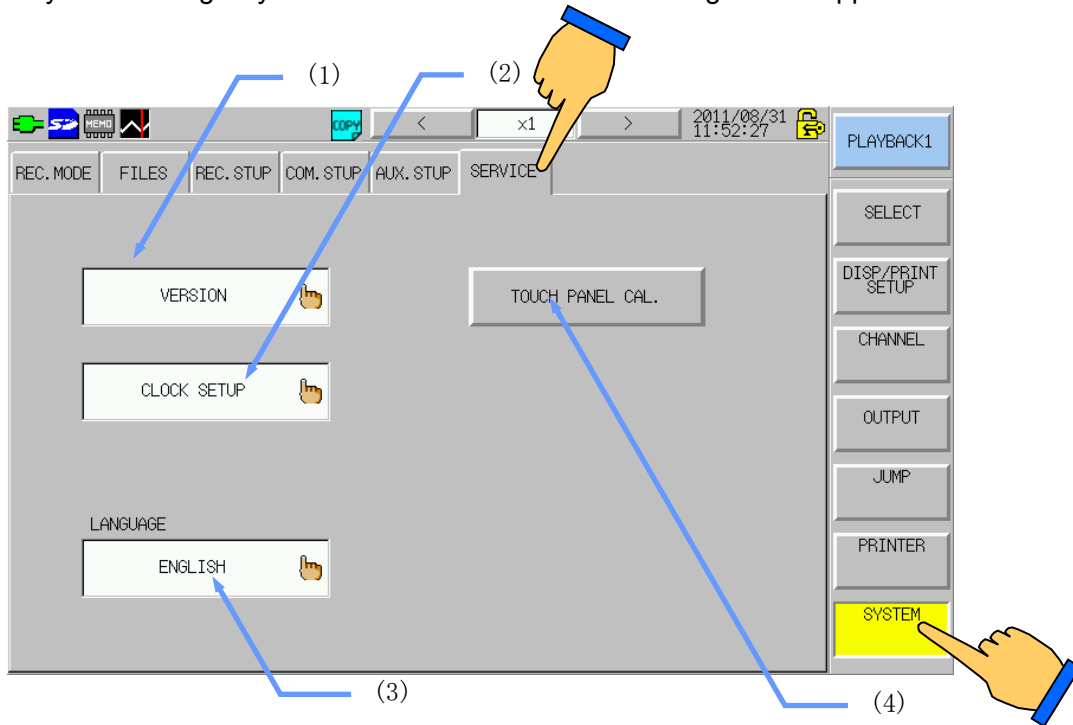 (1)
(2)
MEMO
COPY
<
×1
>
2011/08/31
11:52:27
PLAYBACK1
REC.MODE
FILES
REC.STUP
COM.STUP
AUX.STUP
SERVICE
SELECT
VERSION
TOUCH PANEL CAL.
DISP/PRINT
SETUP
CHANNEL
CLOCK SETUP
OUTPUT
JUMP
LANGUAGE
ENGLISH
PRINTER
SYSTEM
(3)
(4)